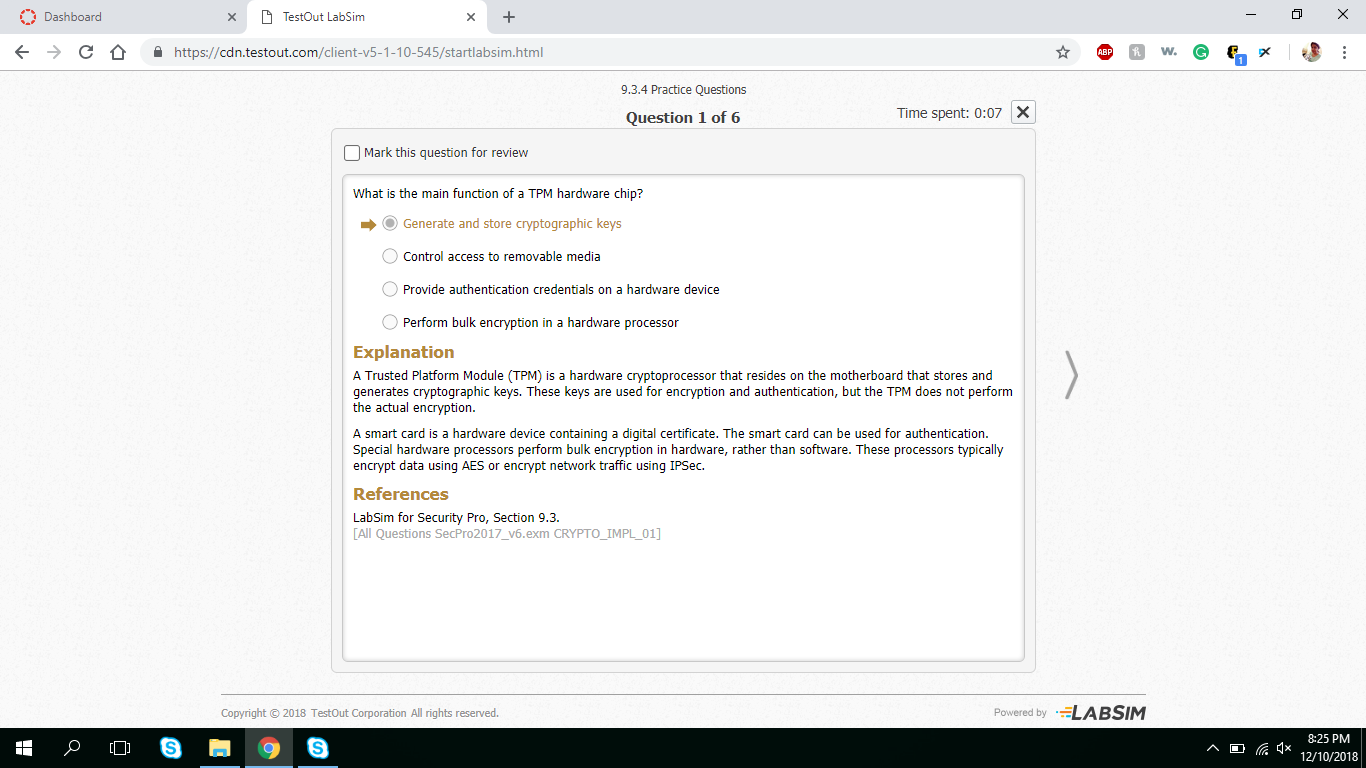 Dashboard
TestOut LabSim
https://cdn.testout.com/client-v5-1-10-545/startlabsim.html
ABP
w.
1
9.3.4 Practice Questions
Question 1 of 6
Time spent: 0:07
Mark this question for review
What is the main function of a TPM hardware chip?
Generate and store cryptographic keys
Control access to removable media
Provide authentication credentials on a hardware device
Perform bulk encryption in a hardware processor
Explanation
A Trusted Platform Module (TPM) is a hardware cryptoprocessor that resides on the motherboard that stores and
generates cryptographic keys. These keys are used for encryption and authentication, but the TPM does not perform
the actual encryption.
A smart card is a hardware device containing a digital certificate. The smart card can be used for authentication.
Special hardware processors perform bulk encryption in hardware, rather than software. These processors typically
encrypt data using AES or encrypt network traffic using IPSec.
References
LabSim for Security Pro, Section 9.3.
[All Questions SecPro2017_v6.exm CRYPTO_IMPL_01]
Copyright © 2018 TestOut Corporation All rights reserved.
Powered by LABSIM
8:25 PM
12/10/2018